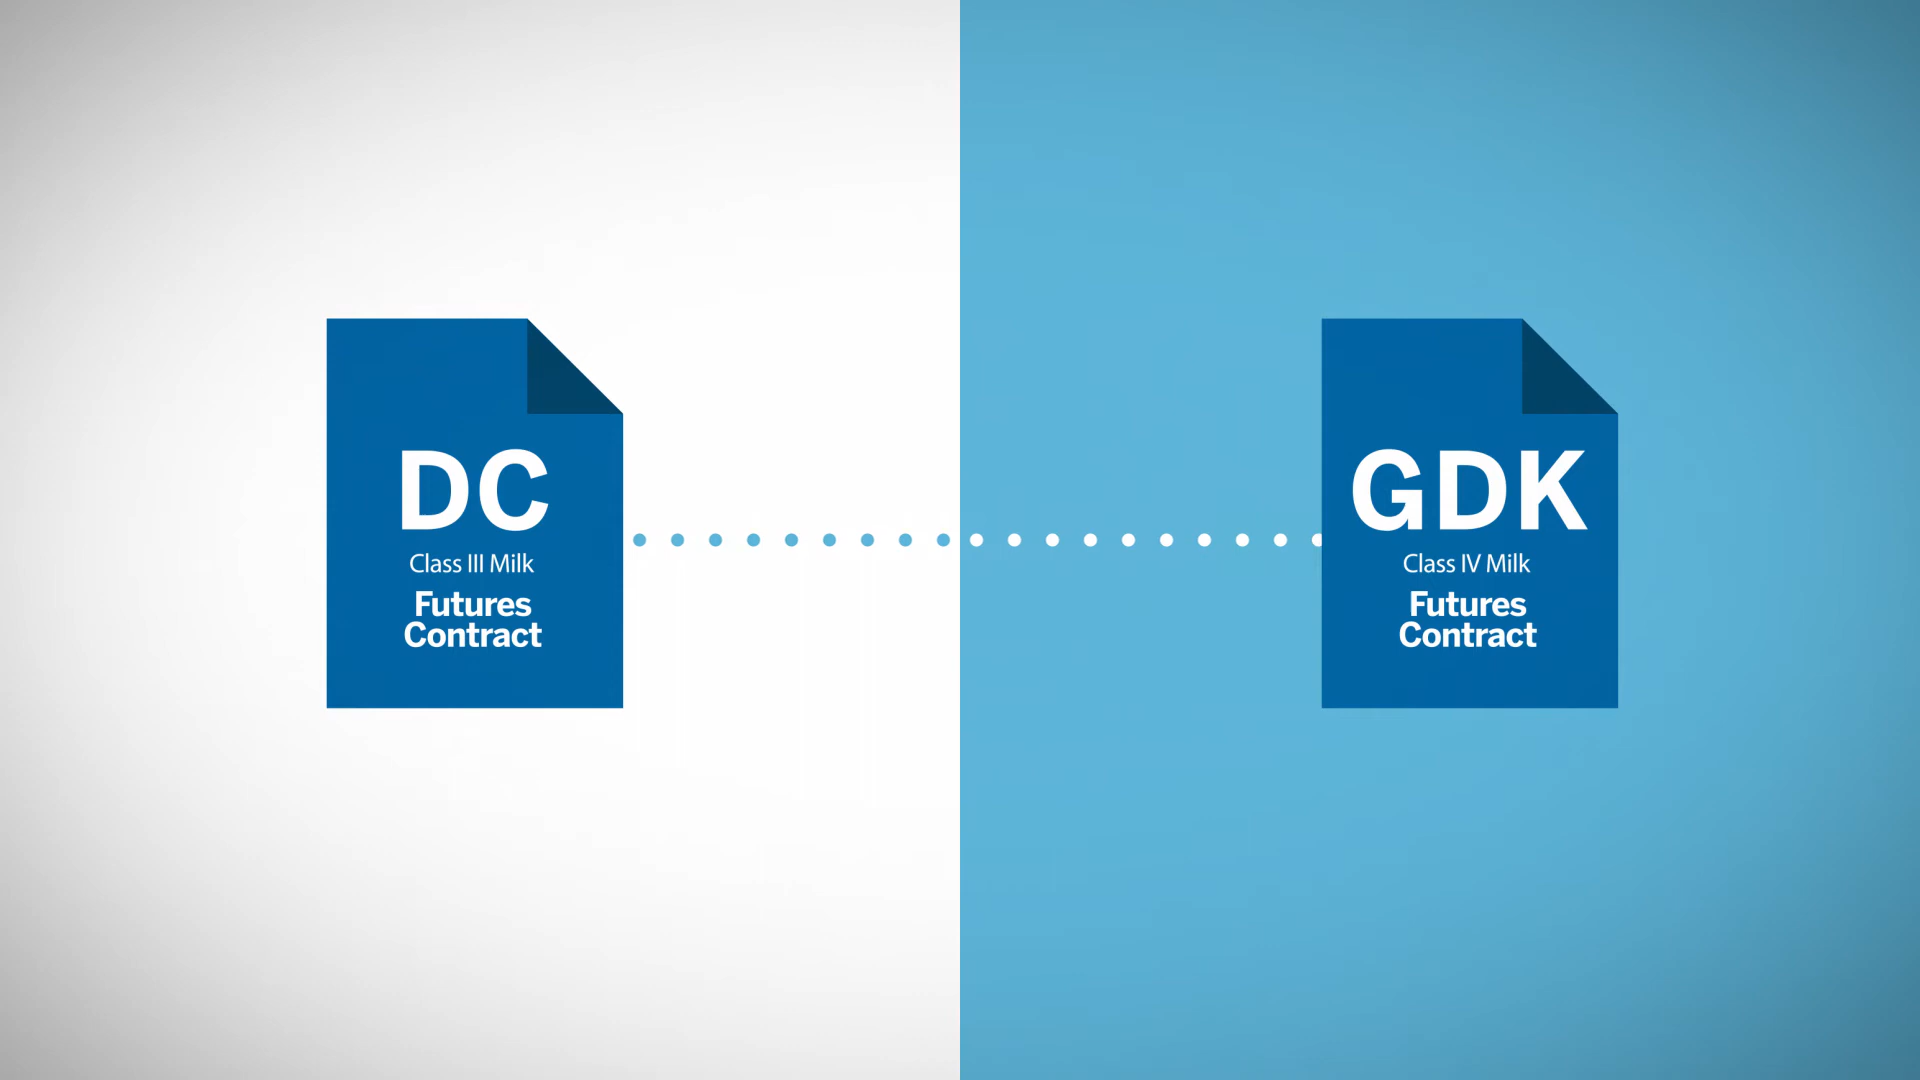 DC
Class III Milk
Futures
Contract
GDK
Class IV Milk
Futures
Contract